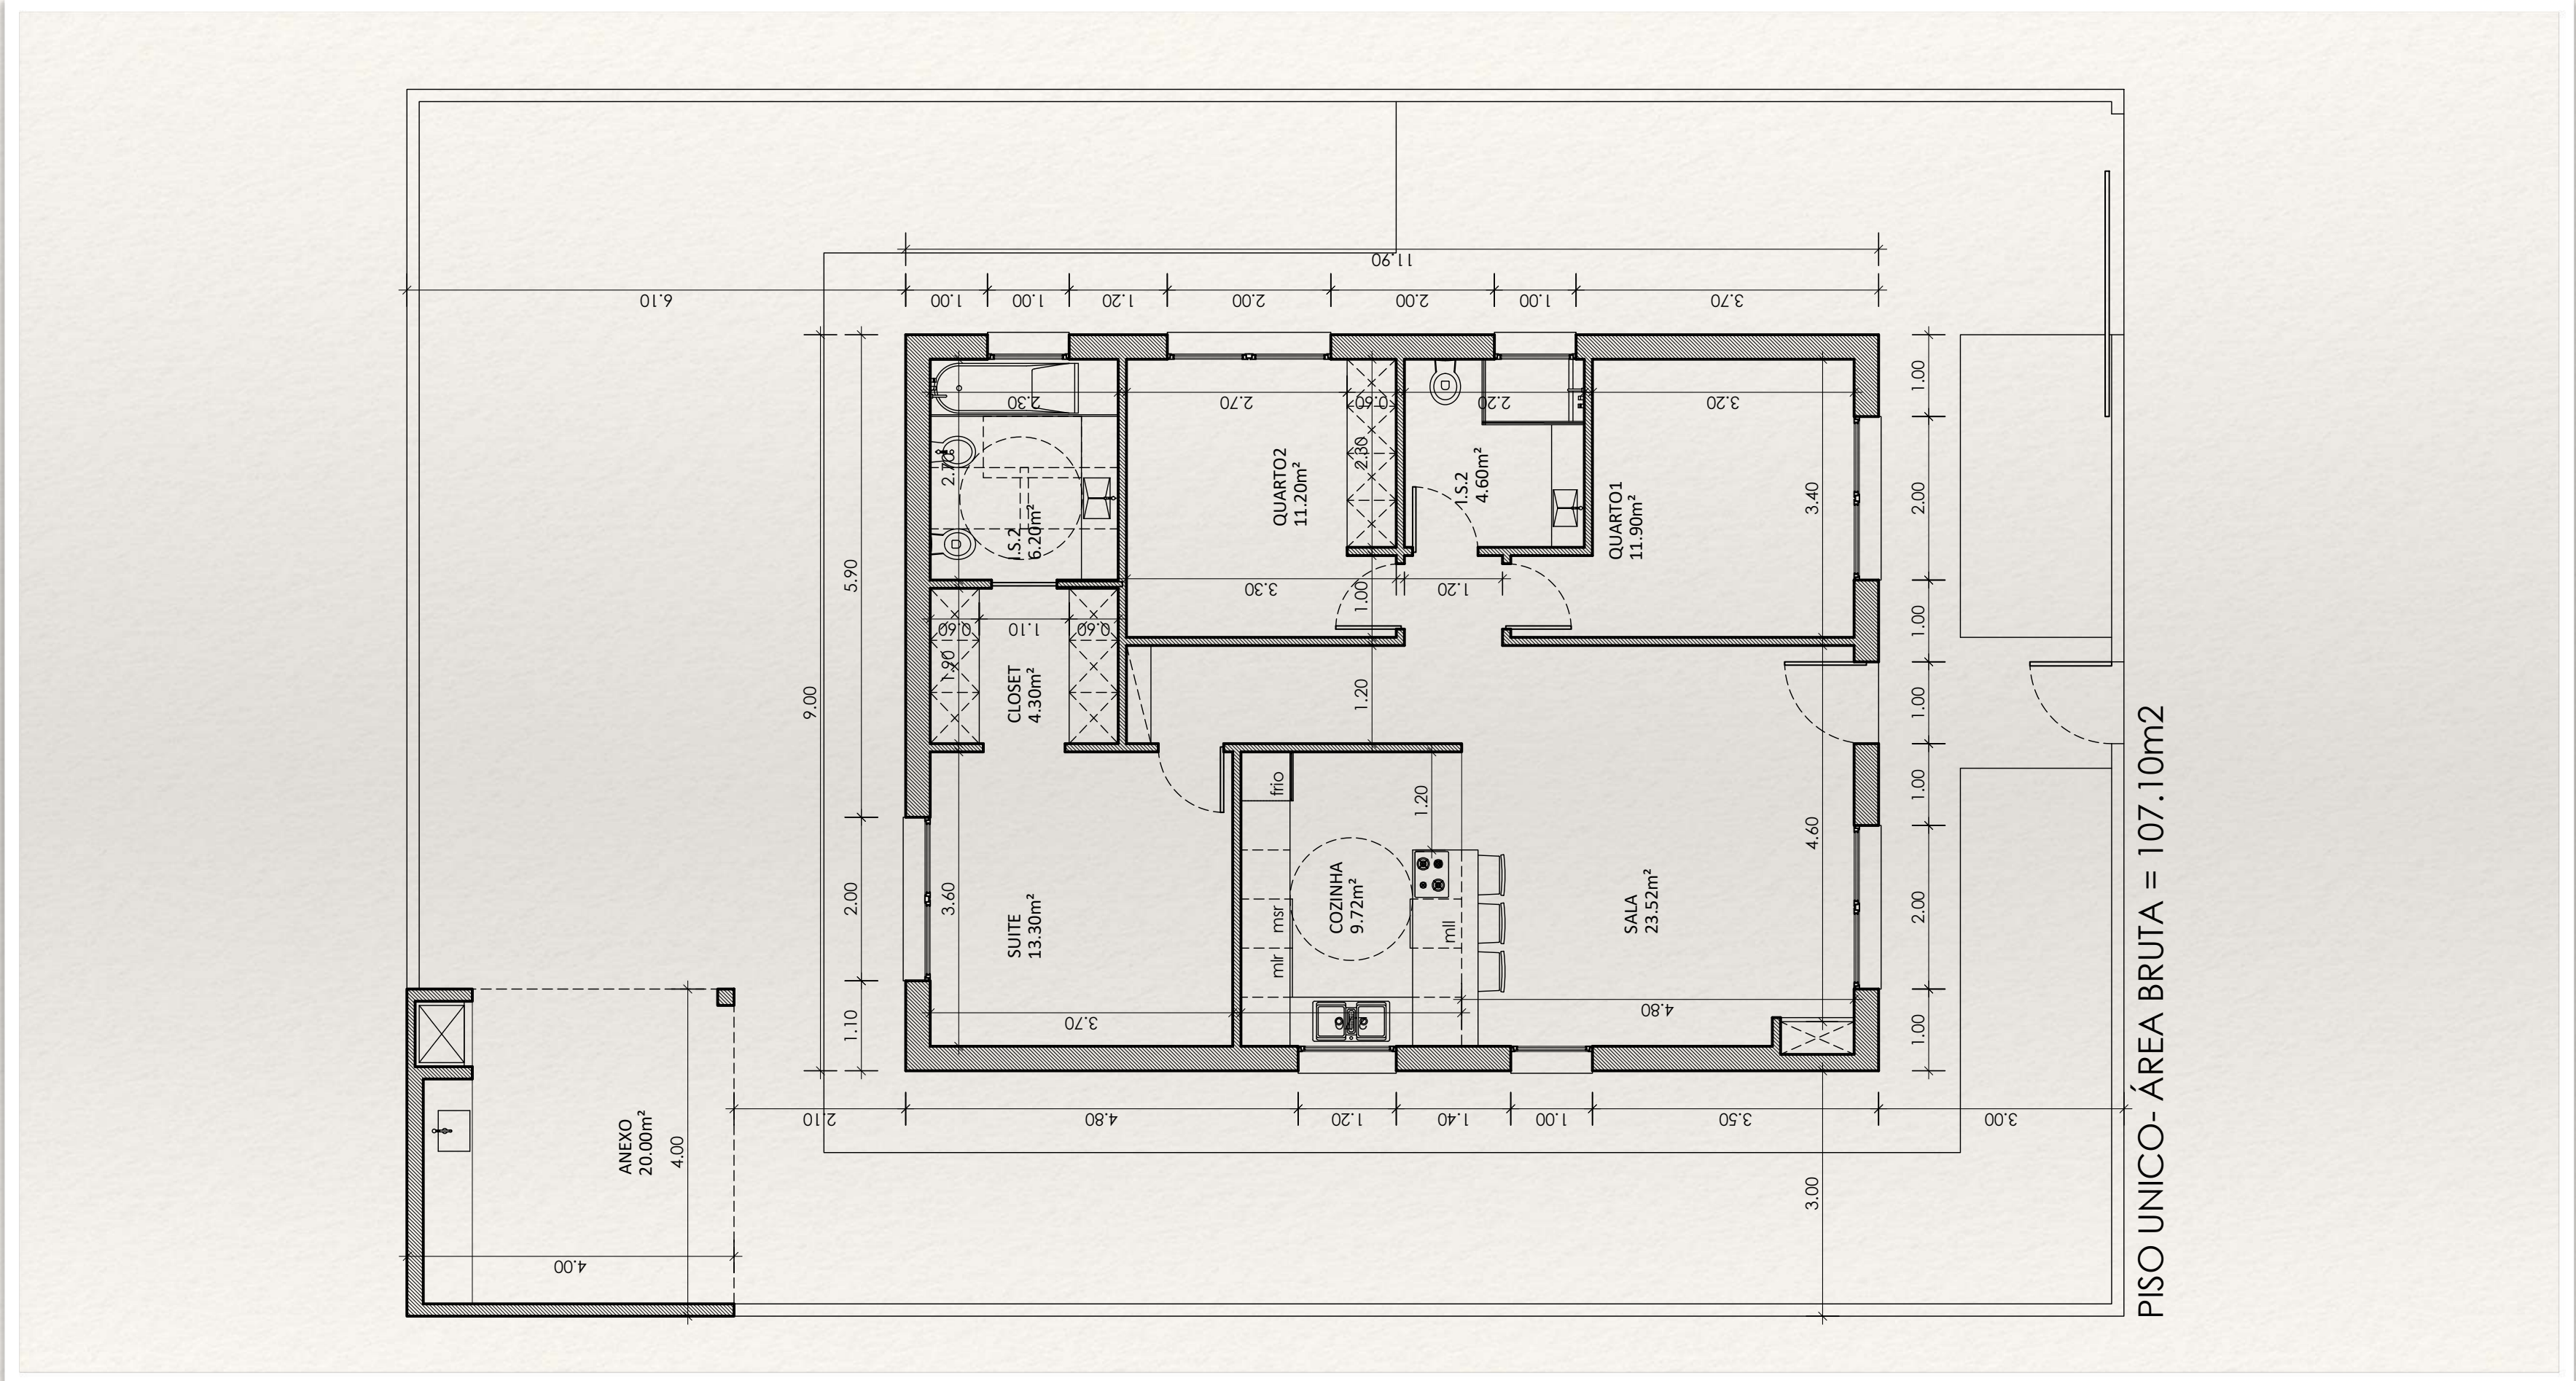 11.90
6.10
1.00
1.00
1.20
2.00
2.00
1.00
3.70
9.00
5.90
2.00
1.10
2.30
2.70
0.60
2.20
3.20
2.30
I.S.2
6.20m²
QUARTO2
11.20m²
I.S.2
4.60m²
QUARTO1
11.90m²
3.40
3.30
1.00
1.20
0.60
1.10
0.60
1.90
CLOSET
4.30m²
1.20
1.00
2.00
1.00
1.00
1.00
2.00
1.00
SUITE
13.30m²
3.60
3.70
frio
msr
mlr
COZINHA
9.72m²
mll
1.20
SALA
23.52m²
4.60
4.80
ANEXO
20.00m²
4.00
4.00
2.10
4.80
1.20
1.40
1.00
3.50
3.00
3.00
PISO UNICO- ÁREA BRUTA = 107.10m2